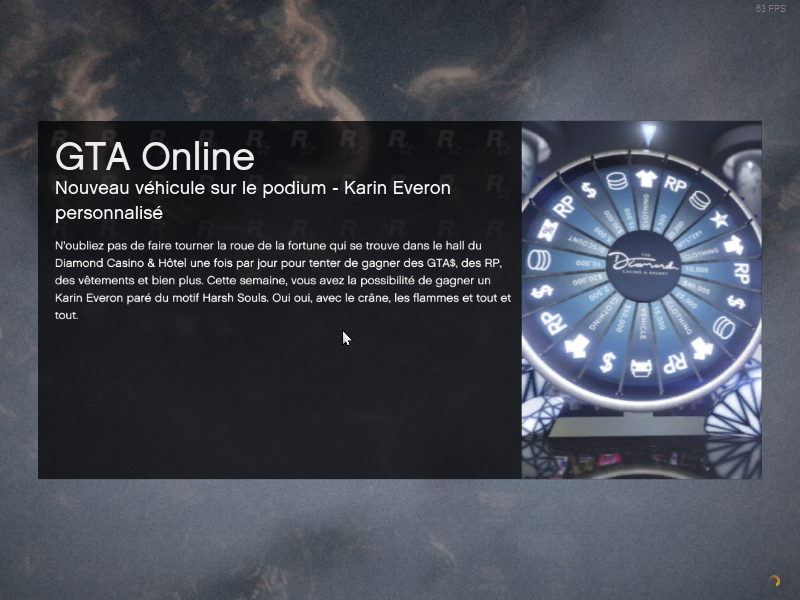 63 FPS
GTA Online
Nouveau véhicule sur le podium - Karin Everon
personnalisé
N'oubliez pas de faire tourner la roue de la fortune qui se trouve dans le hall du
Diamond Casino & Hôtel une fois par jour pour tenter de gagner des GTA$, des RP,
des vêtements et bien plus. Cette semaine, vous avez la possibilité de gagner un
Karin Everon paré du motif Harsh Souls. Oui oui, avec le crâne, les flammes et tout et
tout.
RP
$
CLOTHING
MYSTERY
DISCOUNT
THE
Diamond
CASINO & RESORT
RP
RP
$
$
RP
$
RP
VEHICLE
CLOTHING
CLOTHING